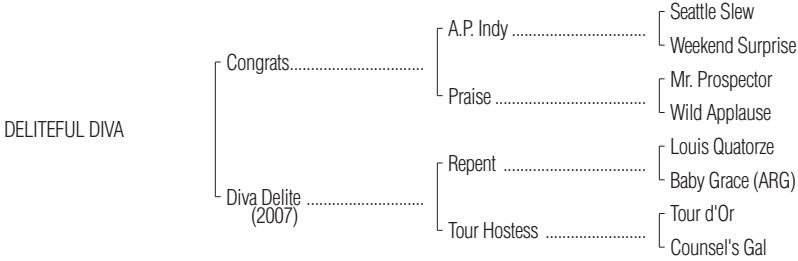 Seattle Slew
A.P. Indy ..................................
Weekend Surprise
Congrats..................................
Mr. Prospector
Praise ......................................
Wild Applause
DELITEFUL DIVA
Louis Quatorze
Repent ....................................
Baby Grace (ARG)
Diva Delite ..............................
(2007)
Tour d'Or
Tour Hostess ..........................
Counsel's Gal